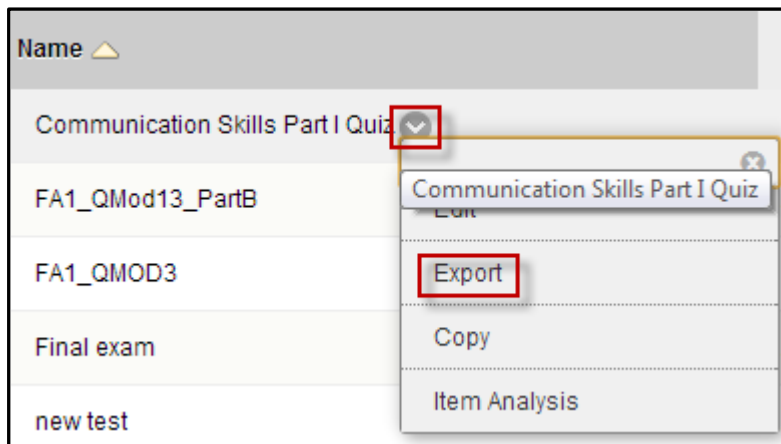 Name
Communication Skills Part I Quiz
Communication Skills Part I Quiz
FA1_QMod13_PartB
Edit
FA1_QMOD3
Export
Final exam
Copy
new test
Item Analysis